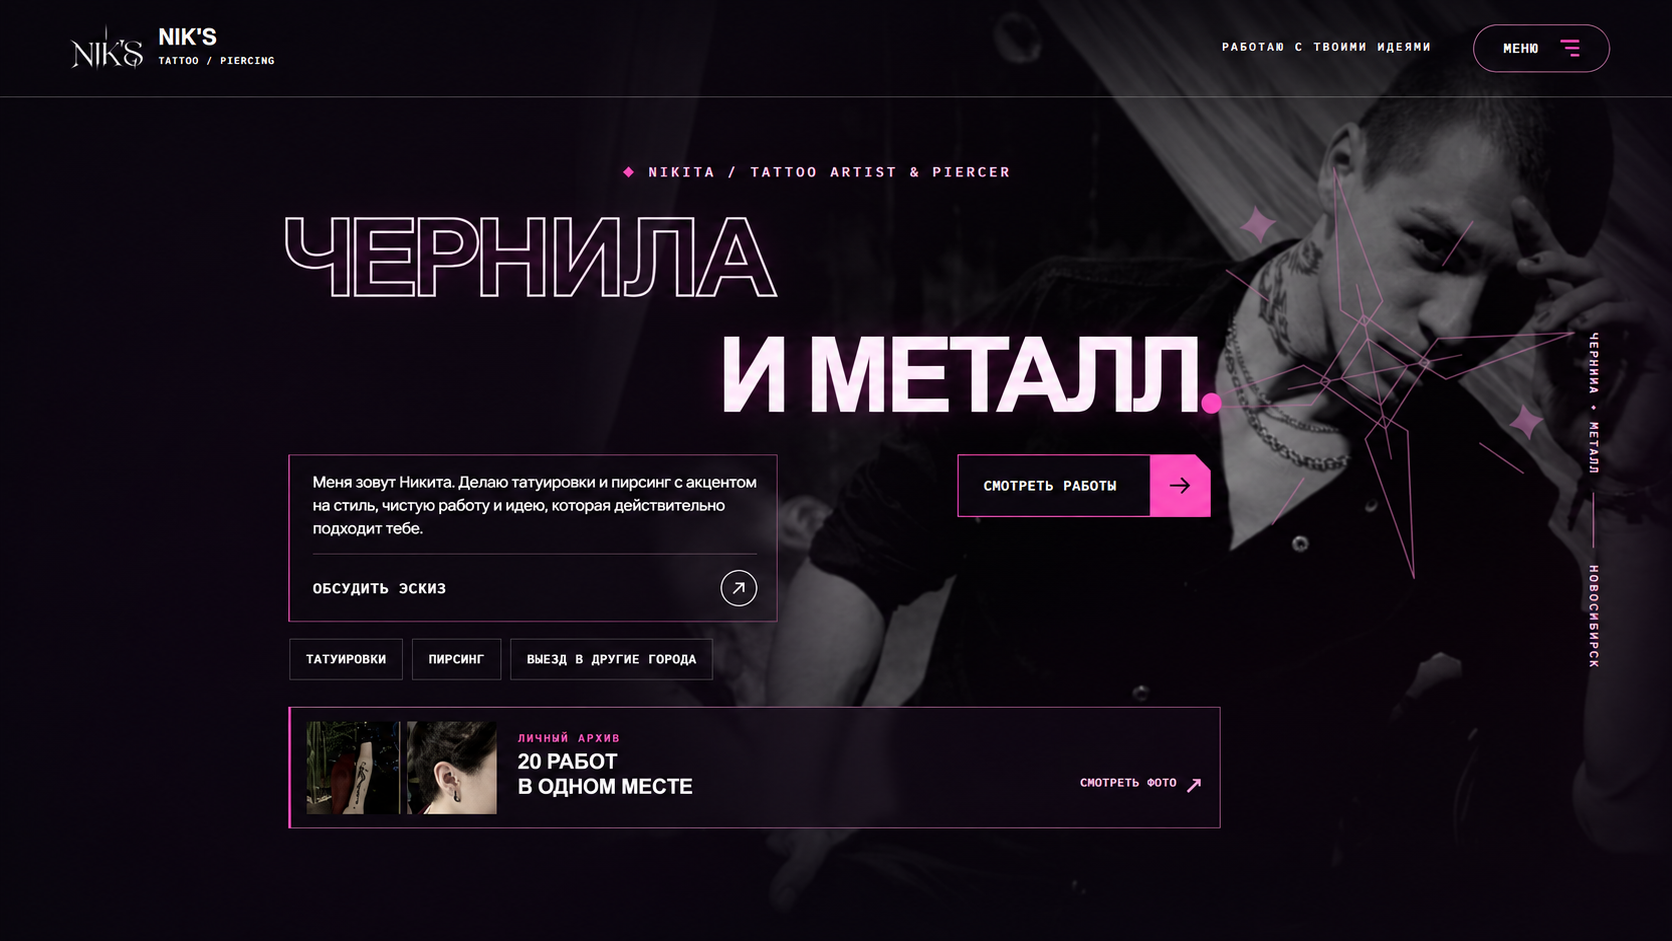 NIK'S
NIK'S
TATTOO / PIERCING
РАБОТАЮ С ТВОИМИ ИДЕЯМИ
МЕНЮ
NIKITA / TATTOO ARTIST & PIERCER
ЧЕРНИЛА
И МЕТАЛЛ.
Меня зовут Никита. Делаю татуировки и пирсинг с акцентом
на стиль, чистую работу и идею, которая действительно
подходит тебе.
ОБСУДИТЬ ЭСКИЗ
СМОТРЕТЬ РАБОТЫ
ТАТУИРОВКИ
ПИРСИНГ
ВЫЕЗД В ДРУГИЕ ГОРОДА
ЛИЧНЫЙ АРХИВ
20 РАБОТ
В ОДНОМ МЕСТЕ
СМОТРЕТЬ ФОТО
ЧЕРНИЛА ✦ МЕТАЛЛ — НОВОСИБИРСК